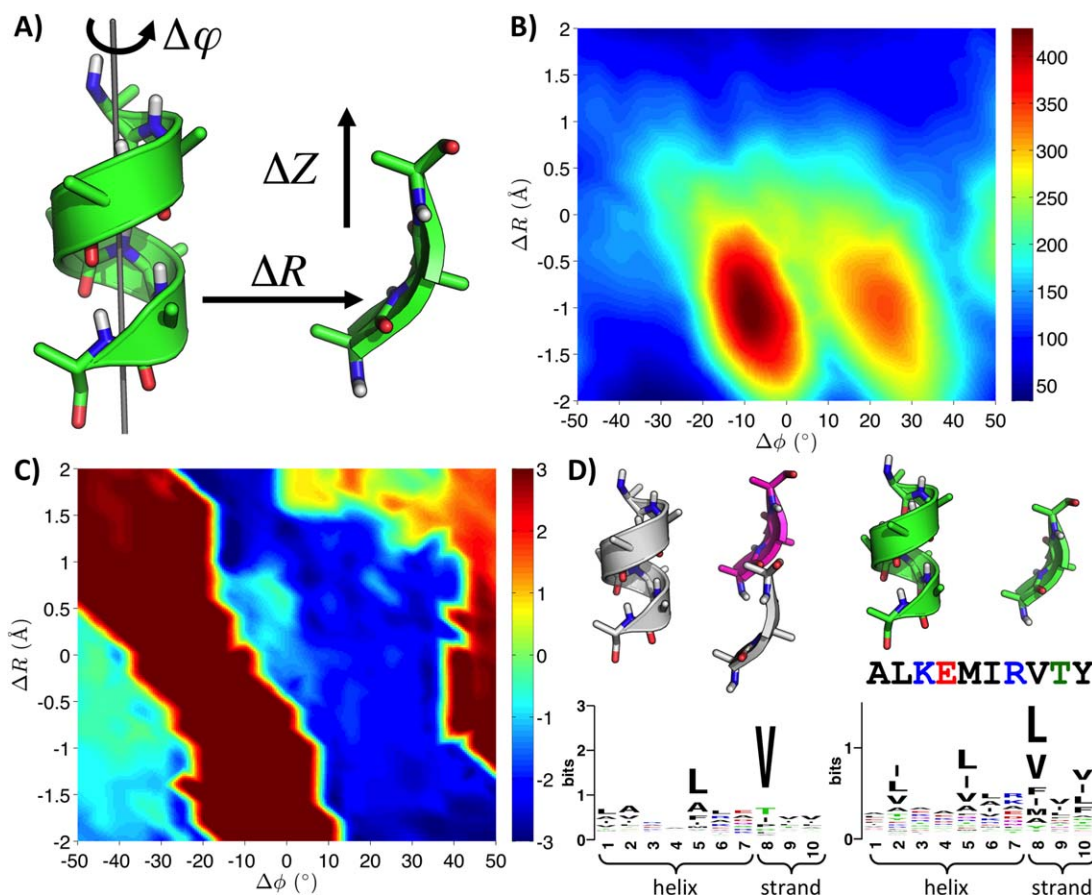 A)
Δφ
ΔZ
ΔR
B)
2
1.5
1
0.5
0
-0.5
-1
-1.5
-2
ΔR (Å)
-50 -40 -30 -20 -10 0 10 20 30 40 50
Δϕ (°)
400
350
300
250
200
150
100
50
C)
2
1.5
1
0.5
0
-0.5
-1
-1.5
-2
ΔR (Å)
-50 -40 -30 -20 -10 0 10 20 30 40 50
Δϕ (°)
3
2
1
0
-1
-2
-3
D)
ALKEMIRVTY
3
2
1
0
bits
L
A
V
1 2 3 4 5 6 7 8 9 10
helix strand
1
0
bits
I
L
V
L
I
V
L
V
F
I
Y
1 2 3 4 5 6 7 8 9 10
helix strand